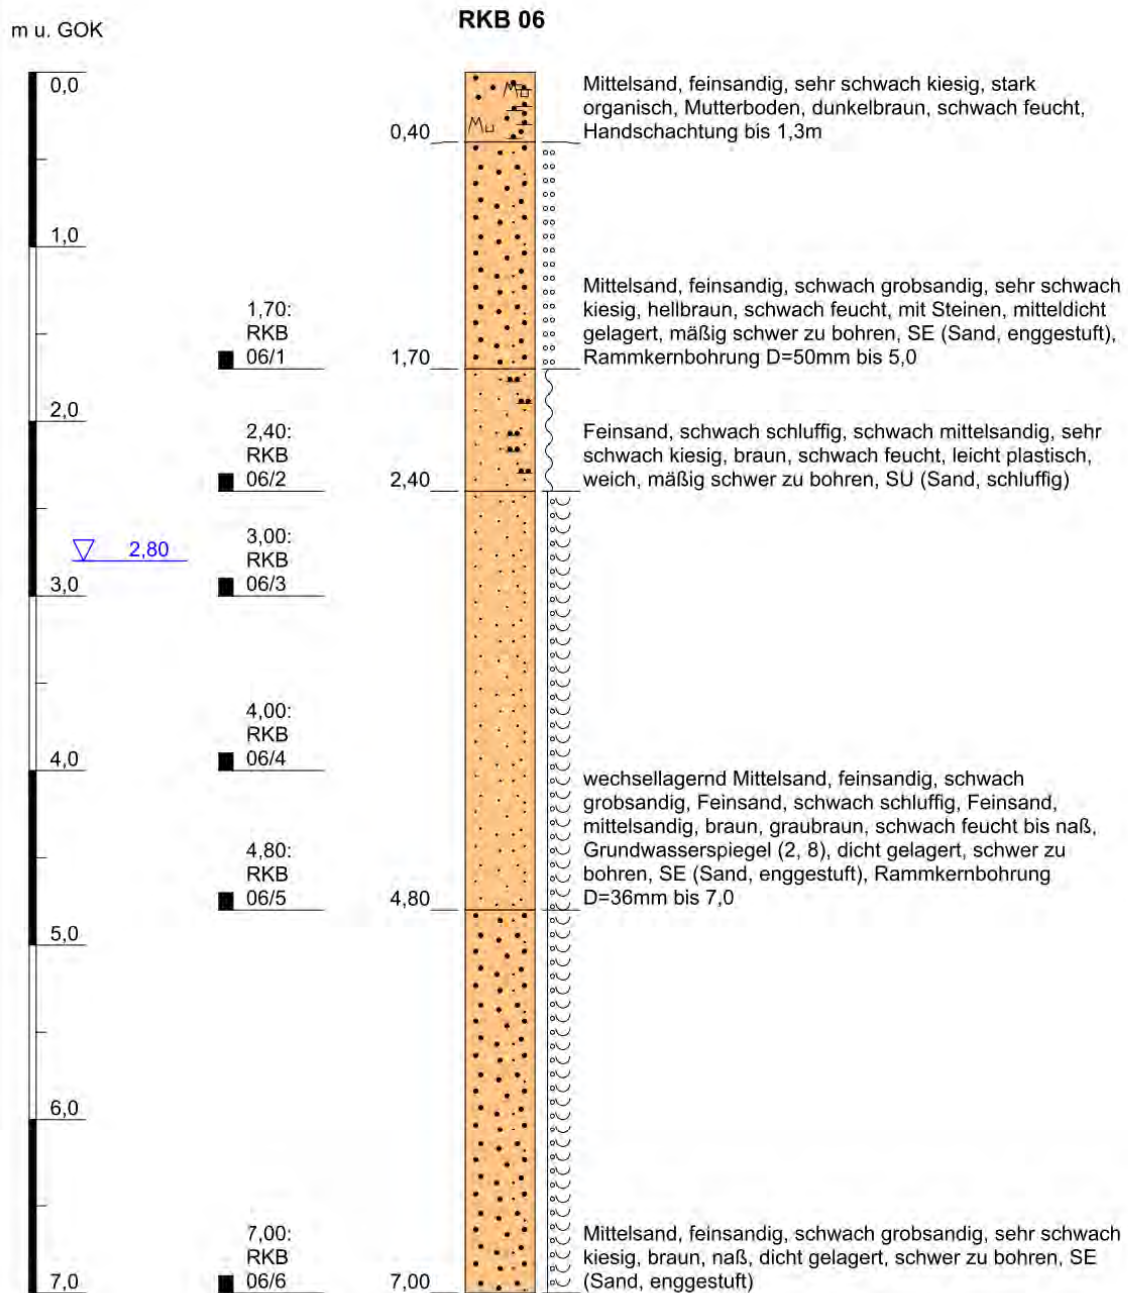 RKB 06
m u. GOK
0,0
Mu
Mu
Mittelsand, feinsandig, sehr schwach kiesig, stark
organisch, Mutterboden, dunkelbraun, schwach feucht,
Handschachtung bis 1,3m
0,40
1,0
Mittelsand, feinsandig, schwach grobsandig, sehr schwach
kiesig, hellbraun, schwach feucht, mit Steinen, mitteldicht
gelagert, mäßig schwer zu bohren, SE (Sand, enggestuft),
Rammkernbohrung D=50mm bis 5,0
1,70:
RKB
06/1
1,70
2,0
Feinsand, schwach schluffig, schwach mittelsandig, sehr
schwach kiesig, braun, schwach feucht, leicht plastisch,
weich, mäßig schwer zu bohren, SU (Sand, schluffig)
2,40:
RKB
06/2
2,40
2,80
3,00:
RKB
06/3
3,0
4,00:
RKB
06/4
4,0
wechsellagernd Mittelsand, feinsandig, schwach
grobsandig, Feinsand, schwach schluffig, Feinsand,
mittelsandig, braun, graubraun, schwach feucht bis naß,
Grundwasserspiegel (2, 8), dicht gelagert, schwer zu
bohren, SE (Sand, enggestuft), Rammkernbohrung
D=36mm bis 7,0
4,80:
RKB
06/5
4,80
5,0
6,0
7,00:
RKB
06/6
7,0
7,00
Mittelsand, feinsandig, schwach grobsandig, sehr schwach
kiesig, braun, naß, dicht gelagert, schwer zu bohren, SE
(Sand, enggestuft)